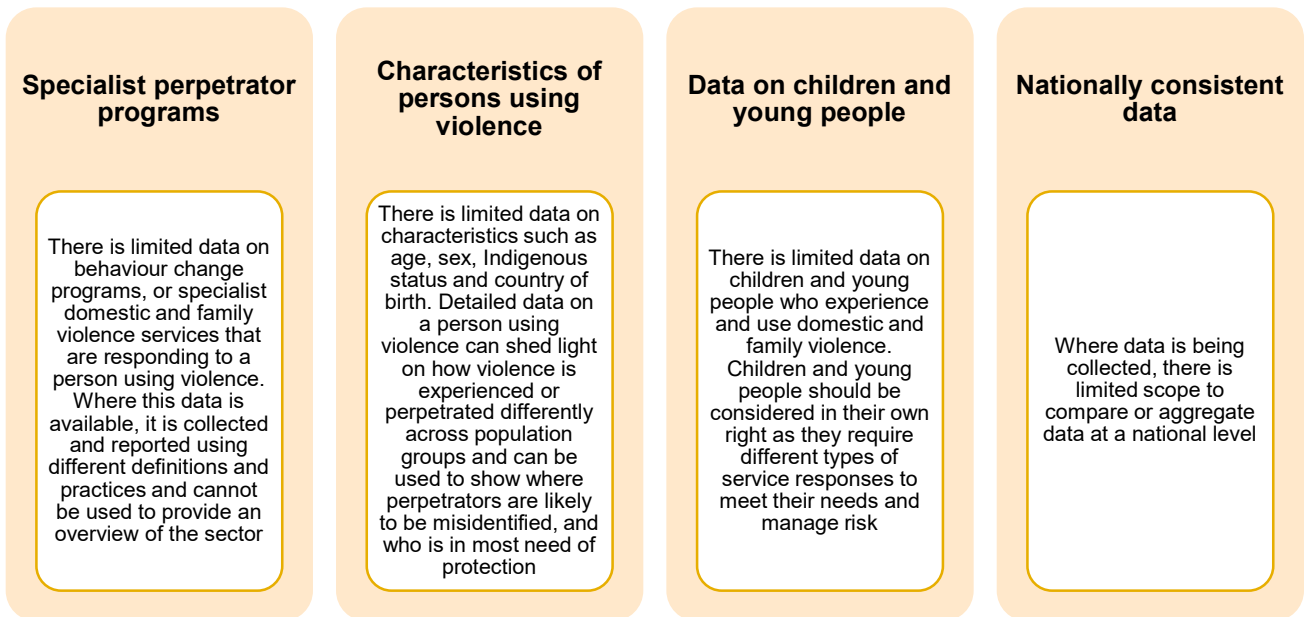 Specialist perpetrator
programs
There is limited data on
behaviour change
programs, or specialist
domestic and family
violence services that
are responding to a
person using violence.
Where this data is
available, it is collected
and reported using
different definitions and
practices and cannot
be used to provide an
overview of the sector
Characteristics of
persons using
violence
There is limited data on
characteristics such as
age, sex, Indigenous
status and country of
birth. Detailed data on
a person using
violence can shed light
on how violence is
experienced or
perpetrated differently
across population
groups and can be
used to show where
perpetrators are likely
to be misidentified, and
who is in most need of
protection
Data on children and
young people
There is limited data on
children and young
people who experience
and use domestic and
family violence.
Children and young
people should be
considered in their own
right as they require
different types of
service responses to
meet their needs and
manage risk
Nationally consistent
data
Where data is being
collected, there is
limited scope to
compare or aggregate
data at a national level